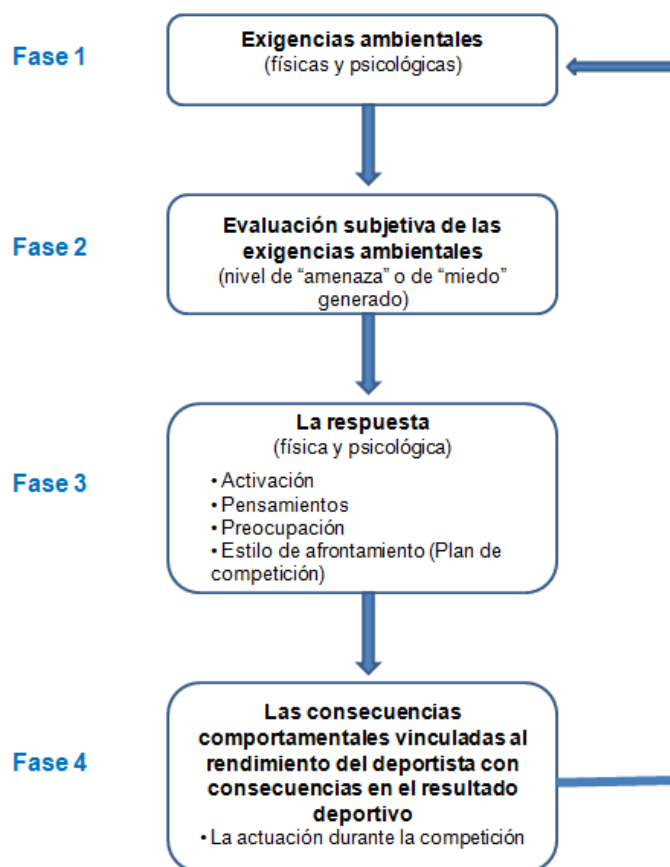 Fase 1
Exigencias ambientales
(físicas y psicológicas)
Fase 2
Evaluación subjetiva de las
exigencias ambientales
(nivel de “amenaza” o de “miedo”
generado)
Fase 3
La respuesta
(física y psicológica)
• Activación
• Pensamientos
• Preocupación
• Estilo de afrontamiento (Plan de
competición)
Fase 4
Las consecuencias
comportamentales vinculadas al
rendimiento del deportista con
consecuencias en el resultado
deportivo
• La actuación durante la competición